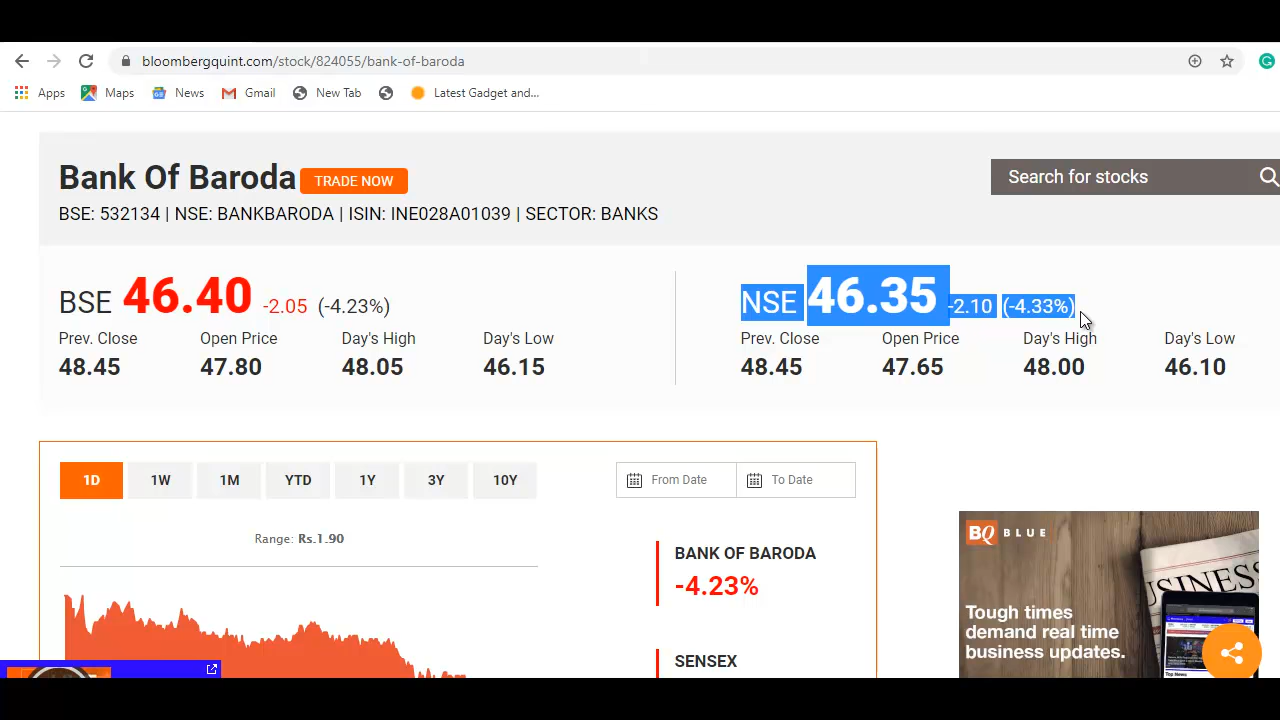 bloombergquint.com/stock/824055/bank-of-baroda
Apps Maps News Gmail New Tab Latest Gadget and...
Bank Of Baroda TRADE NOW
Search for stocks
BSE: 532134 | NSE: BANKBARODA | ISIN: INE028A01039 | SECTOR: BANKS
BSE 46.40 -2.05 (-4.23%)
Prev. Close Open Price Day's High Day's Low
48.45 47.80 48.05 46.15
NSE 46.35 -2.10 (-4.33%)
Prev. Close Open Price Day's High Day's Low
48.45 47.65 48.00 46.10
1D 1W 1M YTD 1Y 3Y 10Y
From Date To Date
Range: Rs.1.90
BANK OF BARODA
-4.23%
SENSEX
BQ BLUE
Tough times
demand real time
business updates.
Top News